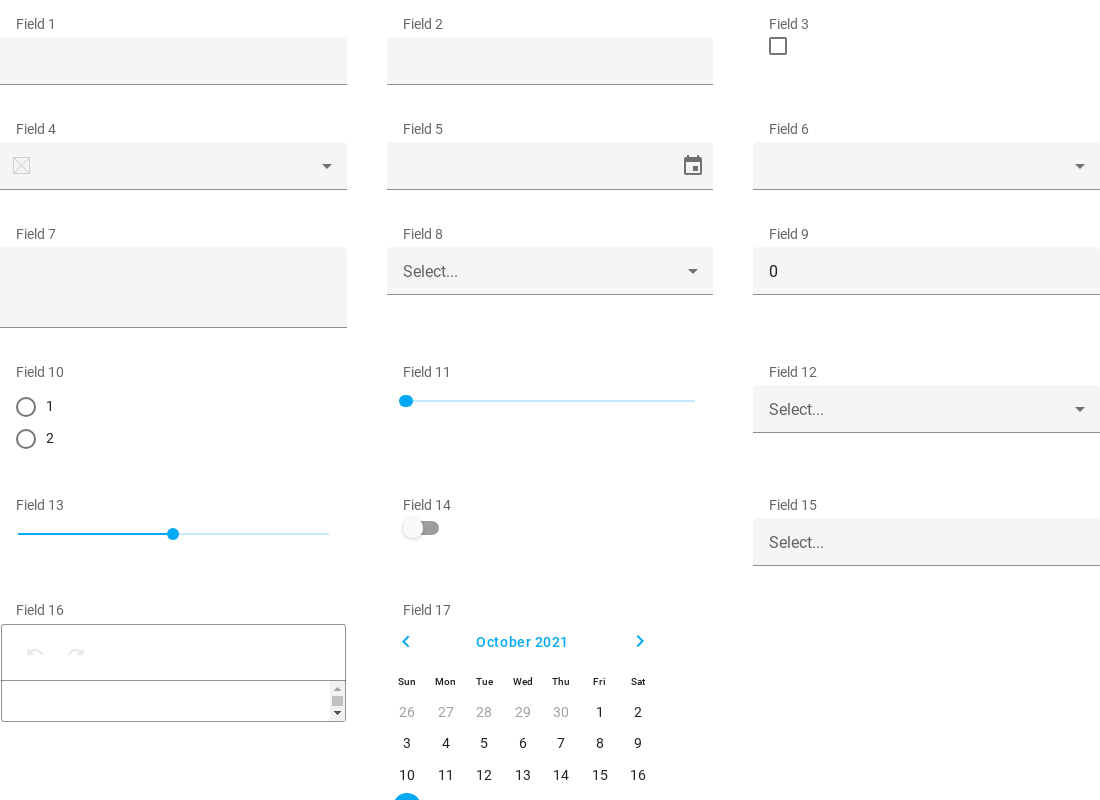 Field 1 Field 2 Field 3
Field 4 Field 5 Field 6
Field 7 Field 8 Field 9
Select... 0
Field 10 Field 11 Field 12
1
Select...
2
Field 13 Field 14 Field 15
Select...
Field 16 Field 17
October 2021
Sun Mon Tue Wed Thu Fri Sat
26 27 28 29 30 1 2
3 4 5 6 7 8 9
10 11 12 13 14 15 16